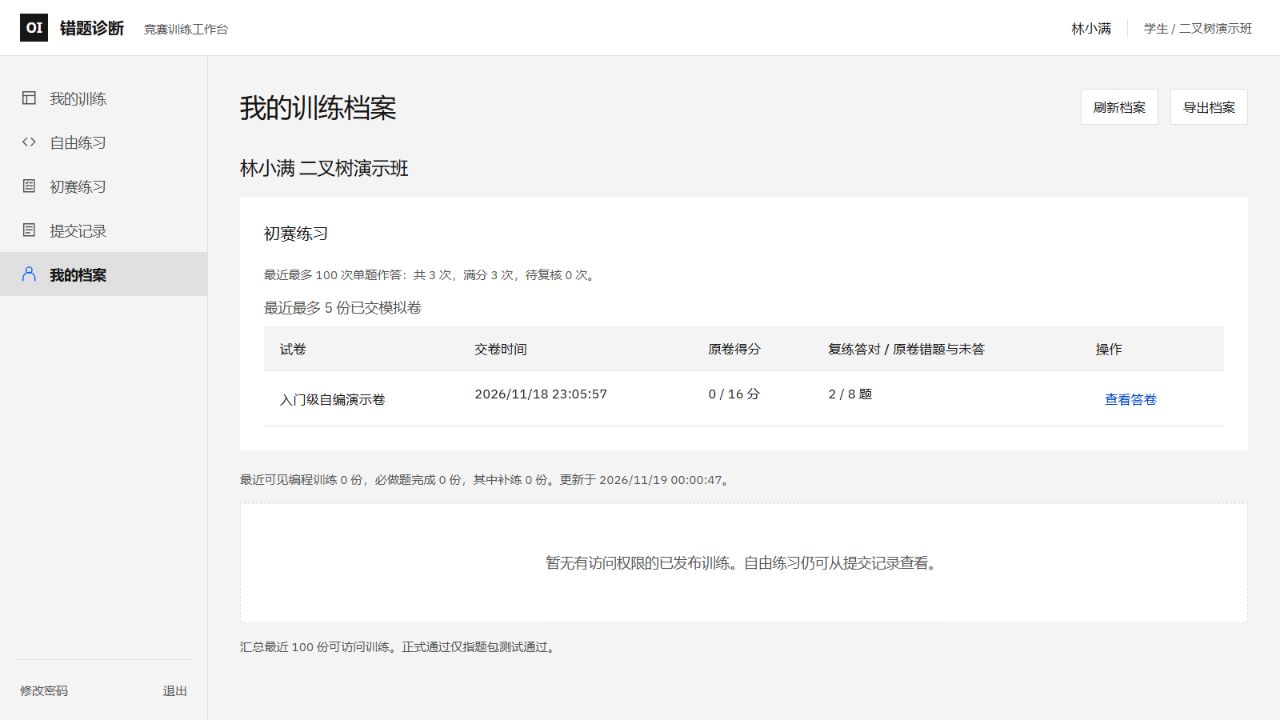 OI 错题诊断 竞赛训练工作台
林小满 学生 / 二叉树演示班
我的训练
自由练习
初赛练习
提交记录
我的档案
修改密码 退出
我的训练档案
刷新档案 导出档案
林小满 二叉树演示班
初赛练习
最近最多 100 次单题作答：共 3 次，满分 3 次，待复核 0 次。
最近最多 5 份已交模拟卷
试卷 交卷时间 原卷得分 复练答对 / 原卷错题与未答 操作
入门级自编演示卷 2026/11/18 23:05:57 0 / 16 分 2 / 8 题 查看答卷
最近可见编程训练 0 份，必做题完成 0 份，其中补练 0 份。更新于 2026/11/19 00:00:47。
暂无有访问权限的已发布训练。自由练习仍可从提交记录查看。
汇总最近 100 份可访问训练。正式通过仅指题包测试通过。